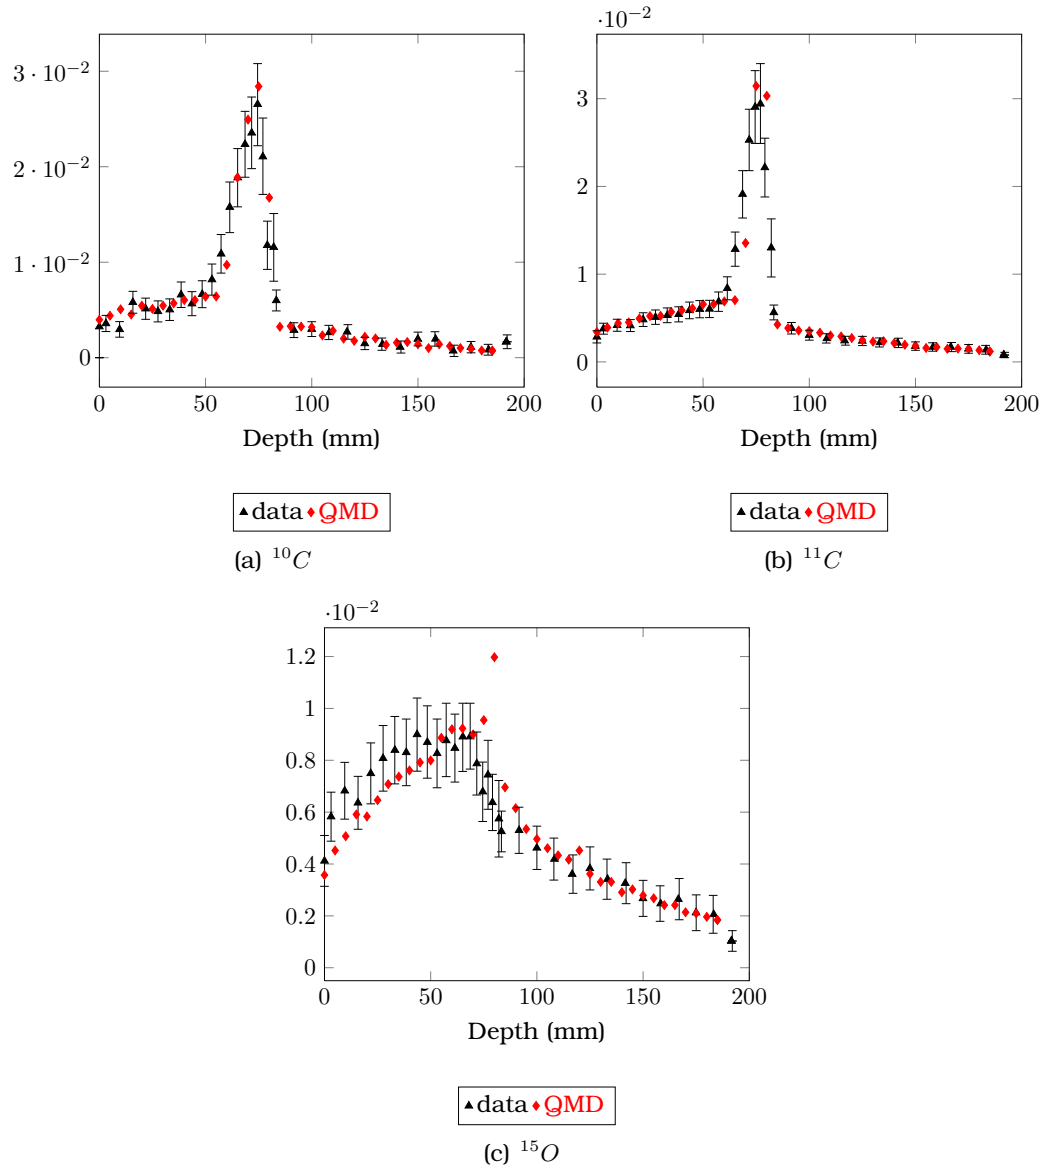 ·10⁻²
3 · 10⁻²
2 · 10⁻²
1 · 10⁻²
0
0 50 100 150 200
Depth (mm)
data QMD
(a) ¹⁰C
3
2
1
0
0 50 100 150 200
Depth (mm)
data QMD
(b) ¹¹C
·10⁻²
1.2
1
0.8
0.6
0.4
0.2
0
0 50 100 150 200
Depth (mm)
data QMD
(c) ¹⁵O